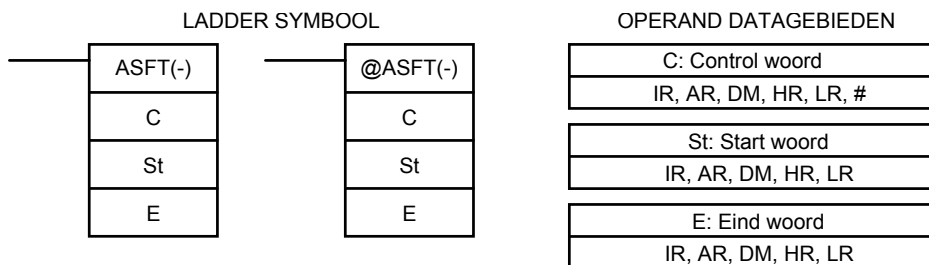 LADDER SYMBOOL
OPERAND DATAGEBIEDEN
ASFT(-)
C
St
E
@ASFT(-)
C
St
E
C: Control woord
IR, AR, DM, HR, LR, #
St: Start woord
IR, AR, DM, HR, LR
E: Eind woord
IR, AR, DM, HR, LR